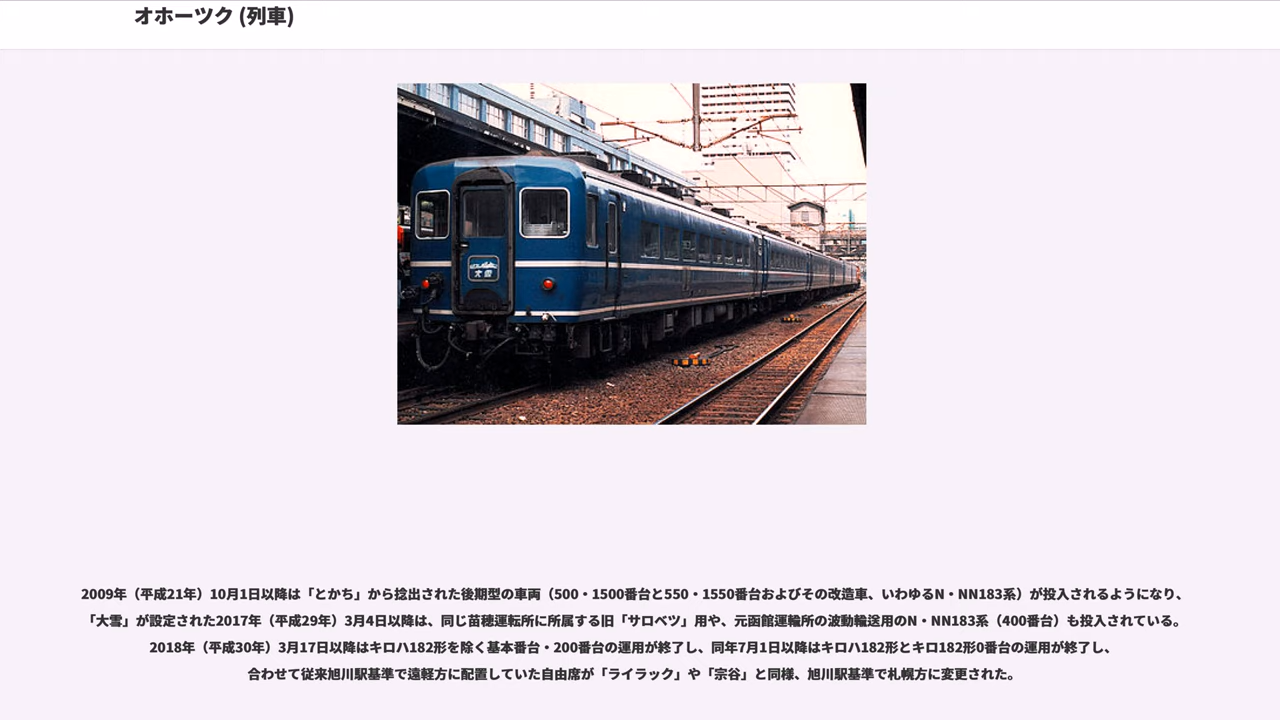 オホーツク (列車)
大雪
2009年（平成21年）10月1日以降は「とかち」から捻出された後期型の車両（500・1500番台と550・1550番台およびその改造車、いわゆるN・NN183系）が投入されるようになり、
「大雪」が設定された2017年（平成29年）3月4日以降は、同じ苗穂運転所に所属する旧「サロベツ」用や、元函館運輸所の波動輸送用のN・NN183系（400番台）も投入されている。
2018年（平成30年）3月17日以降はキロハ182形を除く基本番台・200番台の運用が終了し、同年7月1日以降はキロハ182形とキロ182形0番台の運用が終了し、
合わせて従来旭川駅基準で遠軽方に配置していた自由席が「ライラック」や「宗谷」と同様、旭川駅基準で札幌方に変更された。